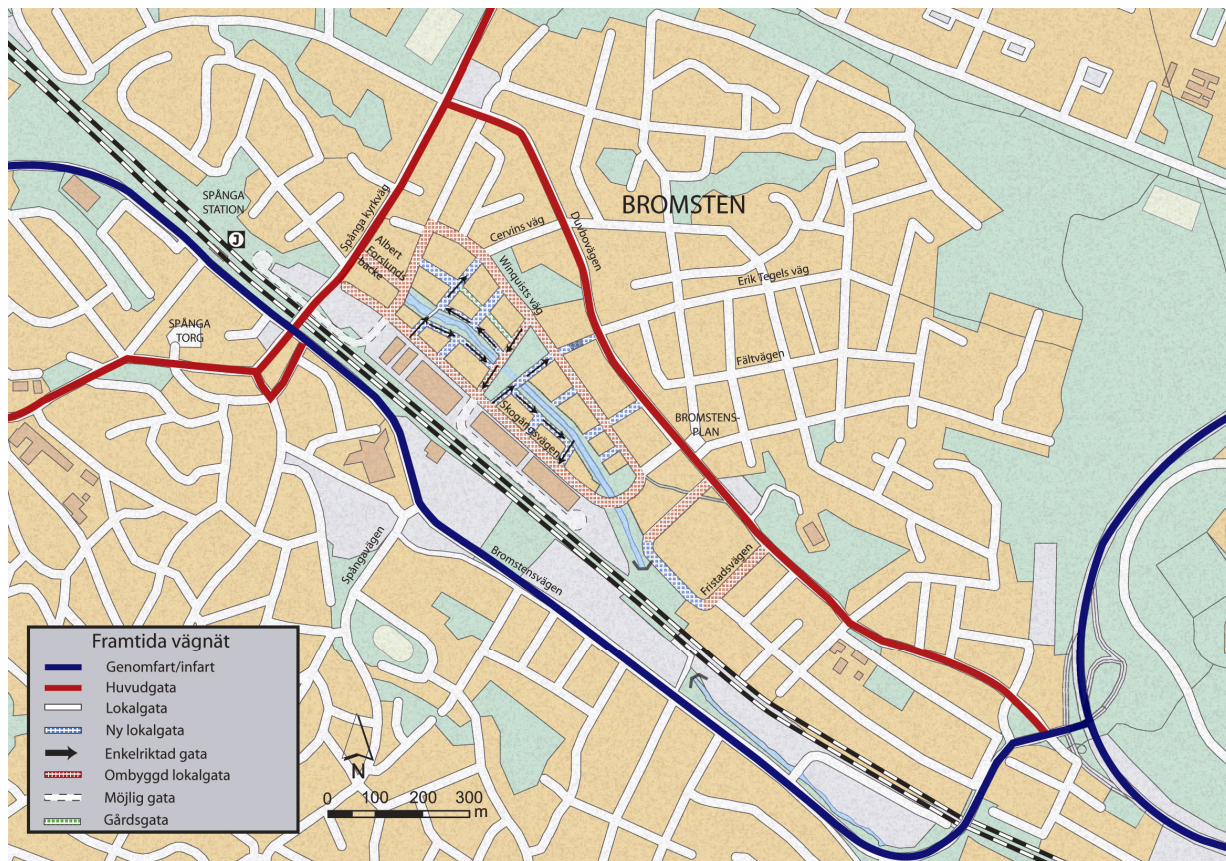 SPÅNGA
STATION
J
Spånga kyrkväg
BROMSTEN
Albert
Forslunds
backe
Cervins väg
Duvbovägen
Winquists väg
Erik Tegels väg
SPÅNGA
TORG
Fältvägen
Skogängsvägen
BROMSTENS-
PLAN
Spångavägen
Bromstensvägen
Fristadsvägen
Framtida vägnät
Genomfart/infart
Huvudgata
Lokalgata
Ny lokalgata
Enkelriktad gata
Ombyggd lokalgata
Möjlig gata
Gårdsgata
N
0 100 200 300
m